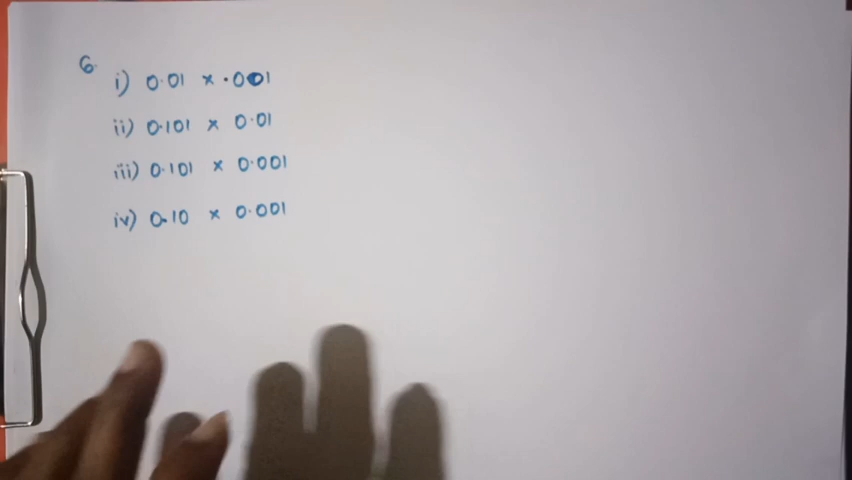 6.
i) 0.01 × .001
ii) 0.101 × 0.01
iii) 0.101 × 0.001
iv) 0.10 × 0.001